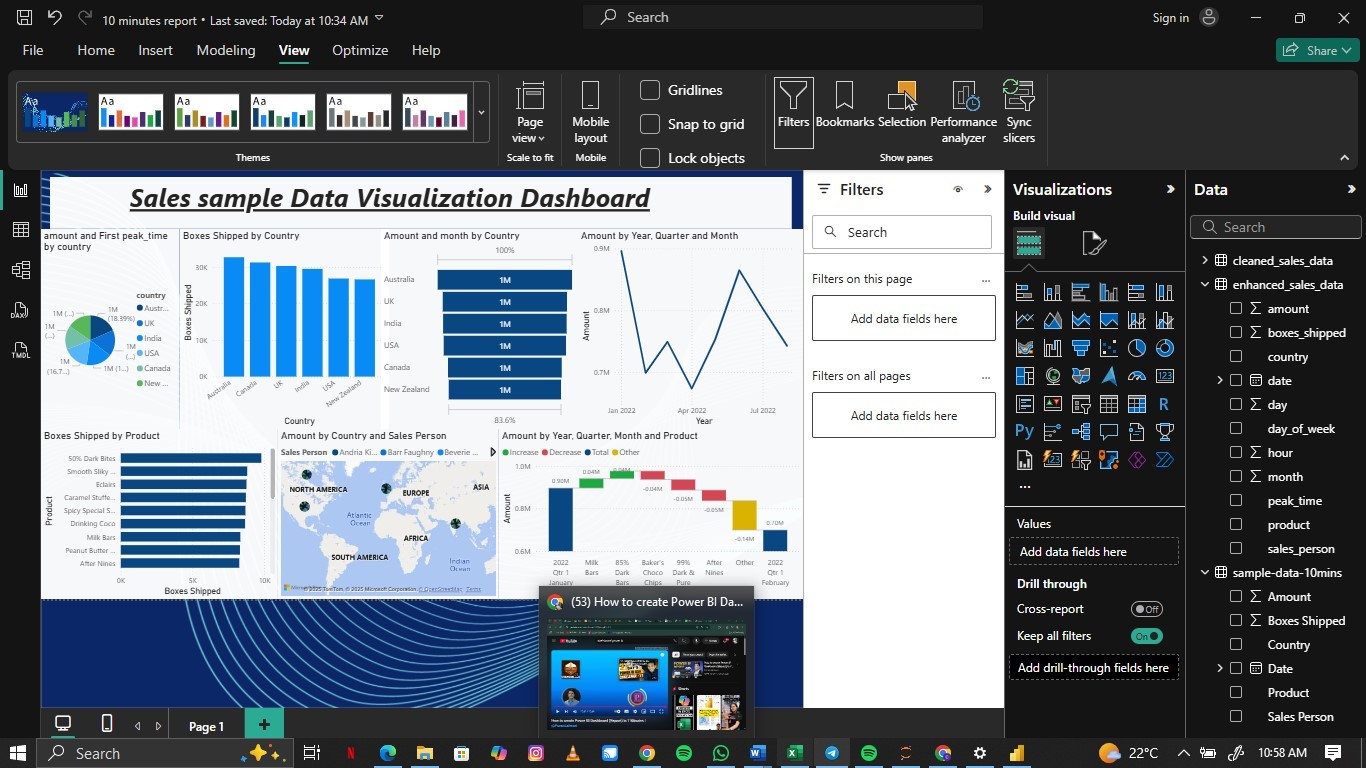 10 minutes report • Last saved: Today at 10:34 AM
Search
Sign in
File
Home
Insert
Modeling
View
Optimize
Help
Share
Aa
Aa
Aa
Aa
Aa
Aa
Themes
Page view
Scale to fit
Mobile layout
Mobile
Gridlines
Snap to grid
Lock objects
Filters
Bookmarks
Selection
Performance analyzer
Sync slicers
Show panes
Sales sample Data Visualization Dashboard
amount and First peak_time
by country
1M (...)
1M
(18.39%)
1M
(...)
1M
(...)
1M
(16.7...
1M (1...)
country
Austr...
UK
India
USA
Canada
New ...
Boxes Shipped by Country
Boxes Shipped
30K
20K
10K
0K
Australia
Canada
UK
India
USA
New Zealand
Country
Amount and month by Country
100%
Australia
1M
UK
1M
India
1M
USA
1M
Canada
1M
New Zealand
1M
83.6%
Amount by Year, Quarter and Month
Amount
0.9M
0.8M
0.7M
Jan 2022
Apr 2022
Jul 2022
Year
Boxes Shipped by Product
Product
50% Dark Bites
Smooth Sliky ...
Eclairs
Caramel Stuffe...
Spicy Special S...
Drinking Coco
Milk Bars
Peanut Butter ...
After Nines
0K
5K
10K
Boxes Shipped
Amount by Country and Sales Person
Sales Person
Andria Ki...
Barr Faughny
Beverie ...
NORTH AMERICA
EUROPE
ASIA
Atlantic
Ocean
AFRICA
SOUTH AMERICA
Indian
Ocean
© 2025 TomTom, © 2025 Microsoft Corporation, © OpenStreetMap
Terms
Amount by Year, Quarter, Month and Product
Increase
Decrease
Total
Other
Amount
1.0M
0.8M
0.6M
0.90M
0.04M
0.04M
-0.04M
-0.05M
-0.05M
-0.14M
0.70M
2022
Qtr 1
January
Milk
Bars
85%
Dark
Bars
Baker's
Choco
Chips
99%
Dark &
Pure
After
Nines
Other
2022
Qtr 1
February
Filters
Search
Filters on this page
...
Add data fields here
Filters on all pages
...
Add data fields here
Visualizations
Build visual
R
Py
123
...
Values
Add data fields here
Drill through
Cross-report
Off
Keep all filters
On
Add drill-through fields here
Data
Search
cleaned_sales_data
enhanced_sales_data
amount
boxes_shipped
country
date
day
day_of_week
hour
month
peak_time
product
sales_person
sample-data-10mins
Amount
Boxes Shipped
Country
Date
Product
Sales Person
DAX
TMDL
(53) How to create Power BI Da...
Page 1
Search
22°C
10:58 AM